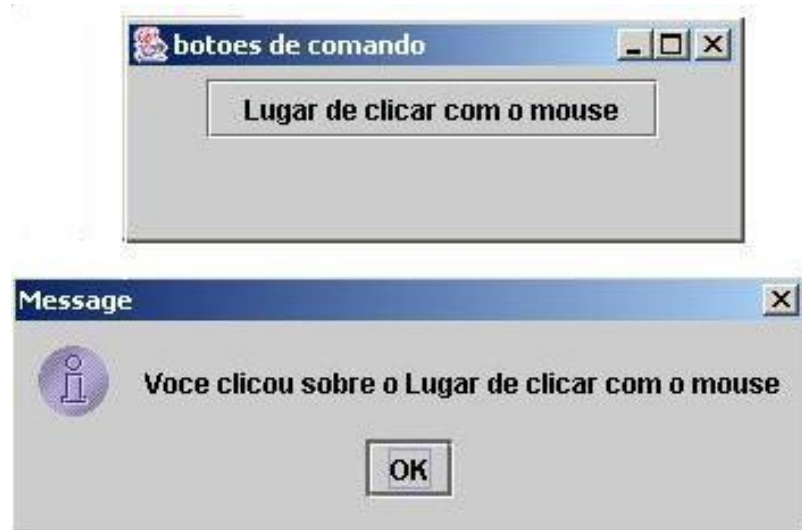 botoes de comando
Lugar de clicar com o mouse
Message
Voce clicou sobre o Lugar de clicar com o mouse
OK